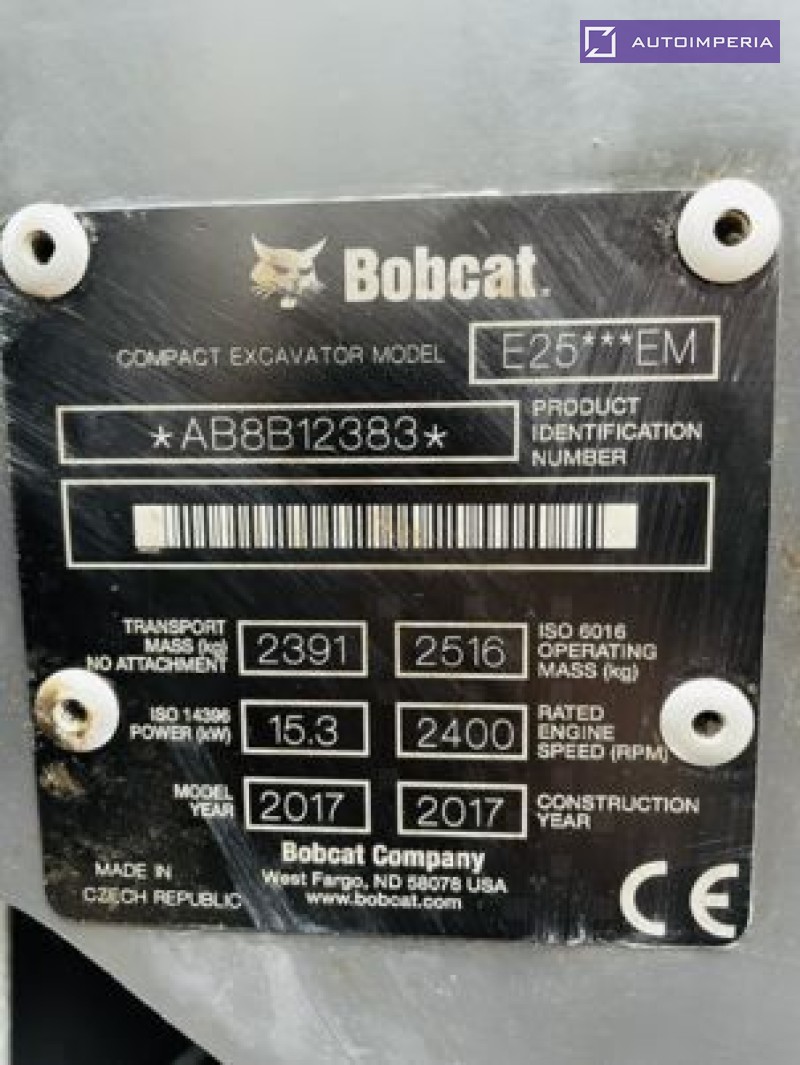 AUTOIMPERIA
Bobcat.
COMPACT EXCAVATOR MODEL E25***EM
*AB8B12383* PRODUCT
IDENTIFICATION
NUMBER
TRANSPORT
MASS (kg)
NO ATTACHMENT
2391
2516
ISO 6016
OPERATING
MASS (kg)
ISO 14396
POWER (kW)
15.3
2400
RATED
ENGINE
SPEED (RPM)
MODEL
YEAR
2017
2017
CONSTRUCTION
YEAR
Bobcat Company
West Fargo, ND 58078 USA
www.bobcat.com
MADE IN
CZECH REPUBLIC
CE